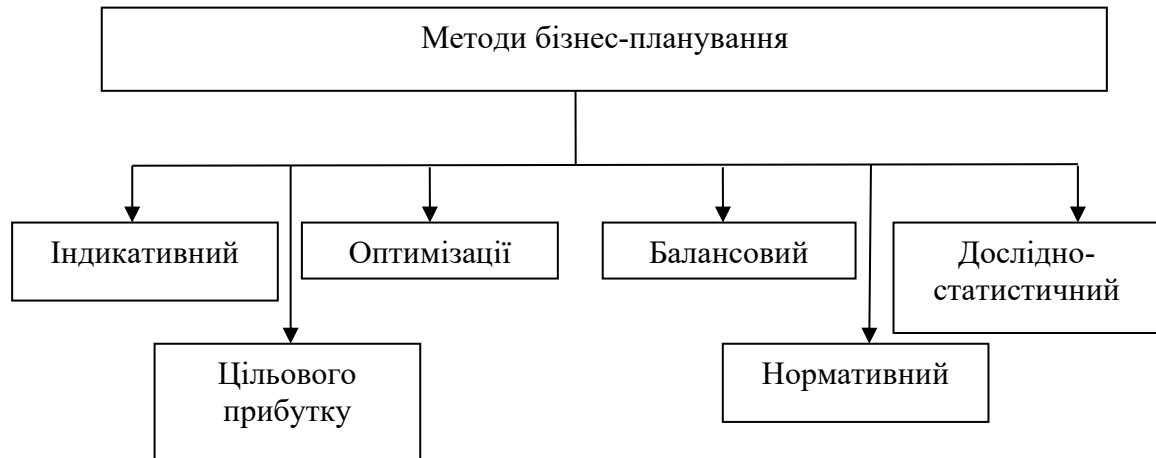 Методи бізнес-планування
Індикативний
Оптимізації
Балансовий
Дослідно-
статистичний
Цільового
прибутку
Нормативний